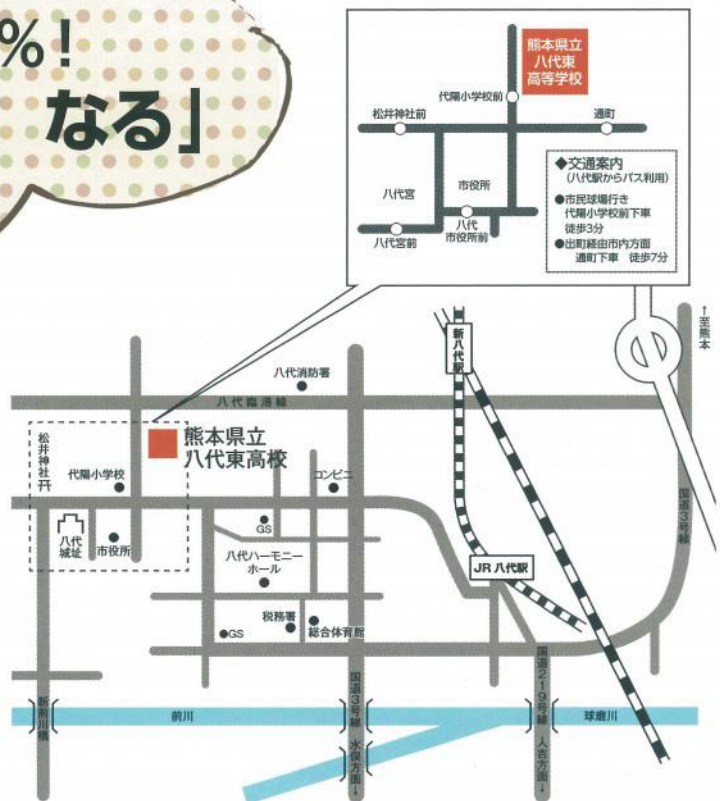 %!
なる」
熊本県立
八代東
高等学校
代陽小学校前
松井神社前
通町
八代宮
市役所
八代宮前
八代
市役所前
◆交通案内
(八代駅からバス利用)
●市民球場行き
代陽小学校前下車
徒歩3分
●出町経由市内方面
通町下車 徒歩7分
↑至熊本
新八代駅
八代消防署
八代臨港線
松井神社
熊本県立
八代東高校
代陽小学校
コンビニ
国道3号線
八代
城址
市役所
GS
八代ハーモニー
ホール
JR 八代駅
税務署
GS
総合体育館
新前川橋
前川
国道3号線 水俣方面→
国道219号線 人吉方面→
球磨川